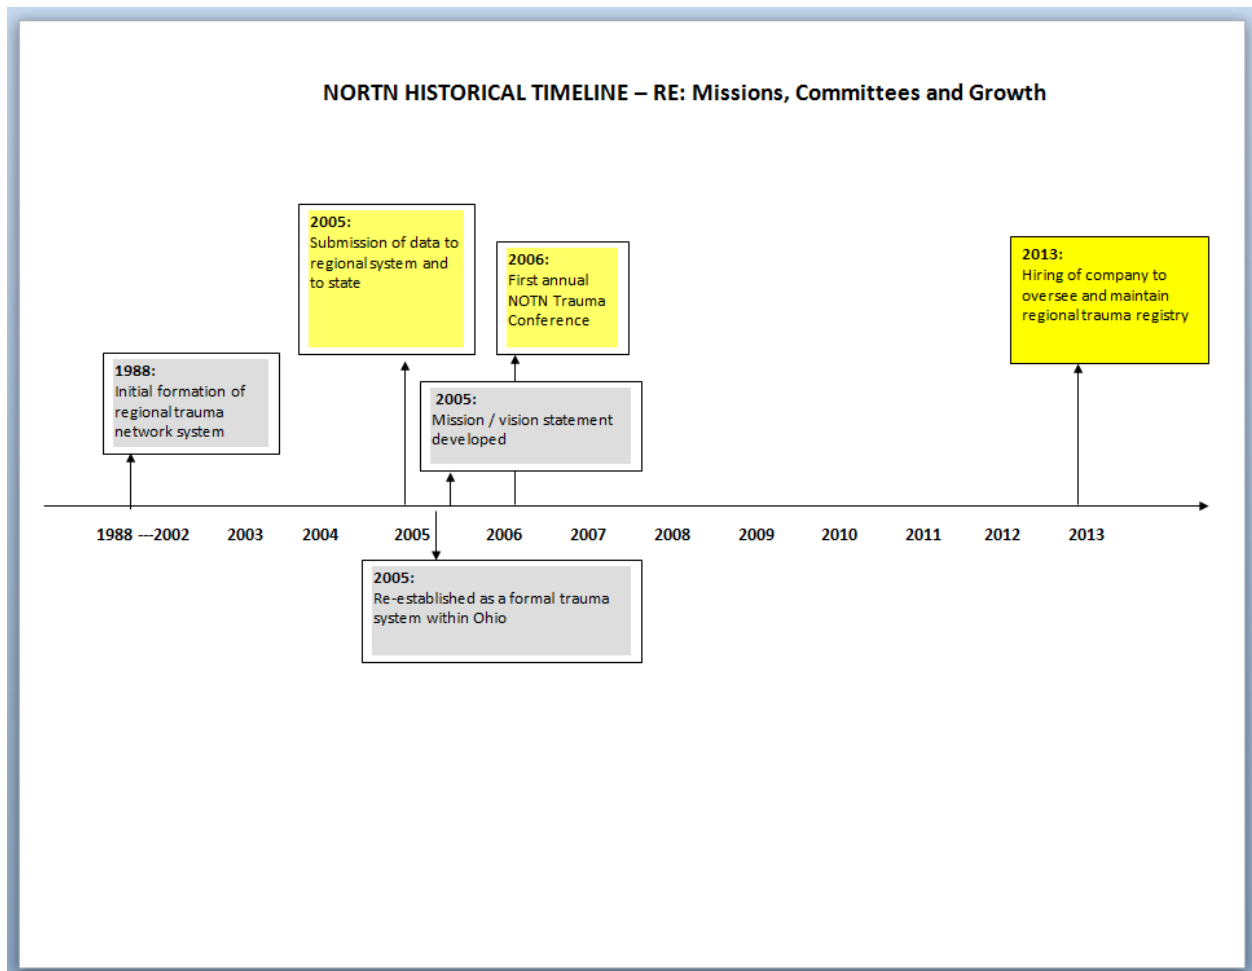 NORTN HISTORICAL TIMELINE – RE: Missions, Committees and Growth
2005:
Submission of data to
regional system and
to state
2006:
First annual
NOTN Trauma
Conference
2013:
Hiring of company to
oversee and maintain
regional trauma registry
1988:
Initial formation of
regional trauma
network system
2005:
Mission / vision statement
developed
1988 ---2002 2003 2004 2005 2006 2007 2008 2009 2010 2011 2012 2013
2005:
Re-established as a formal trauma
system within Ohio